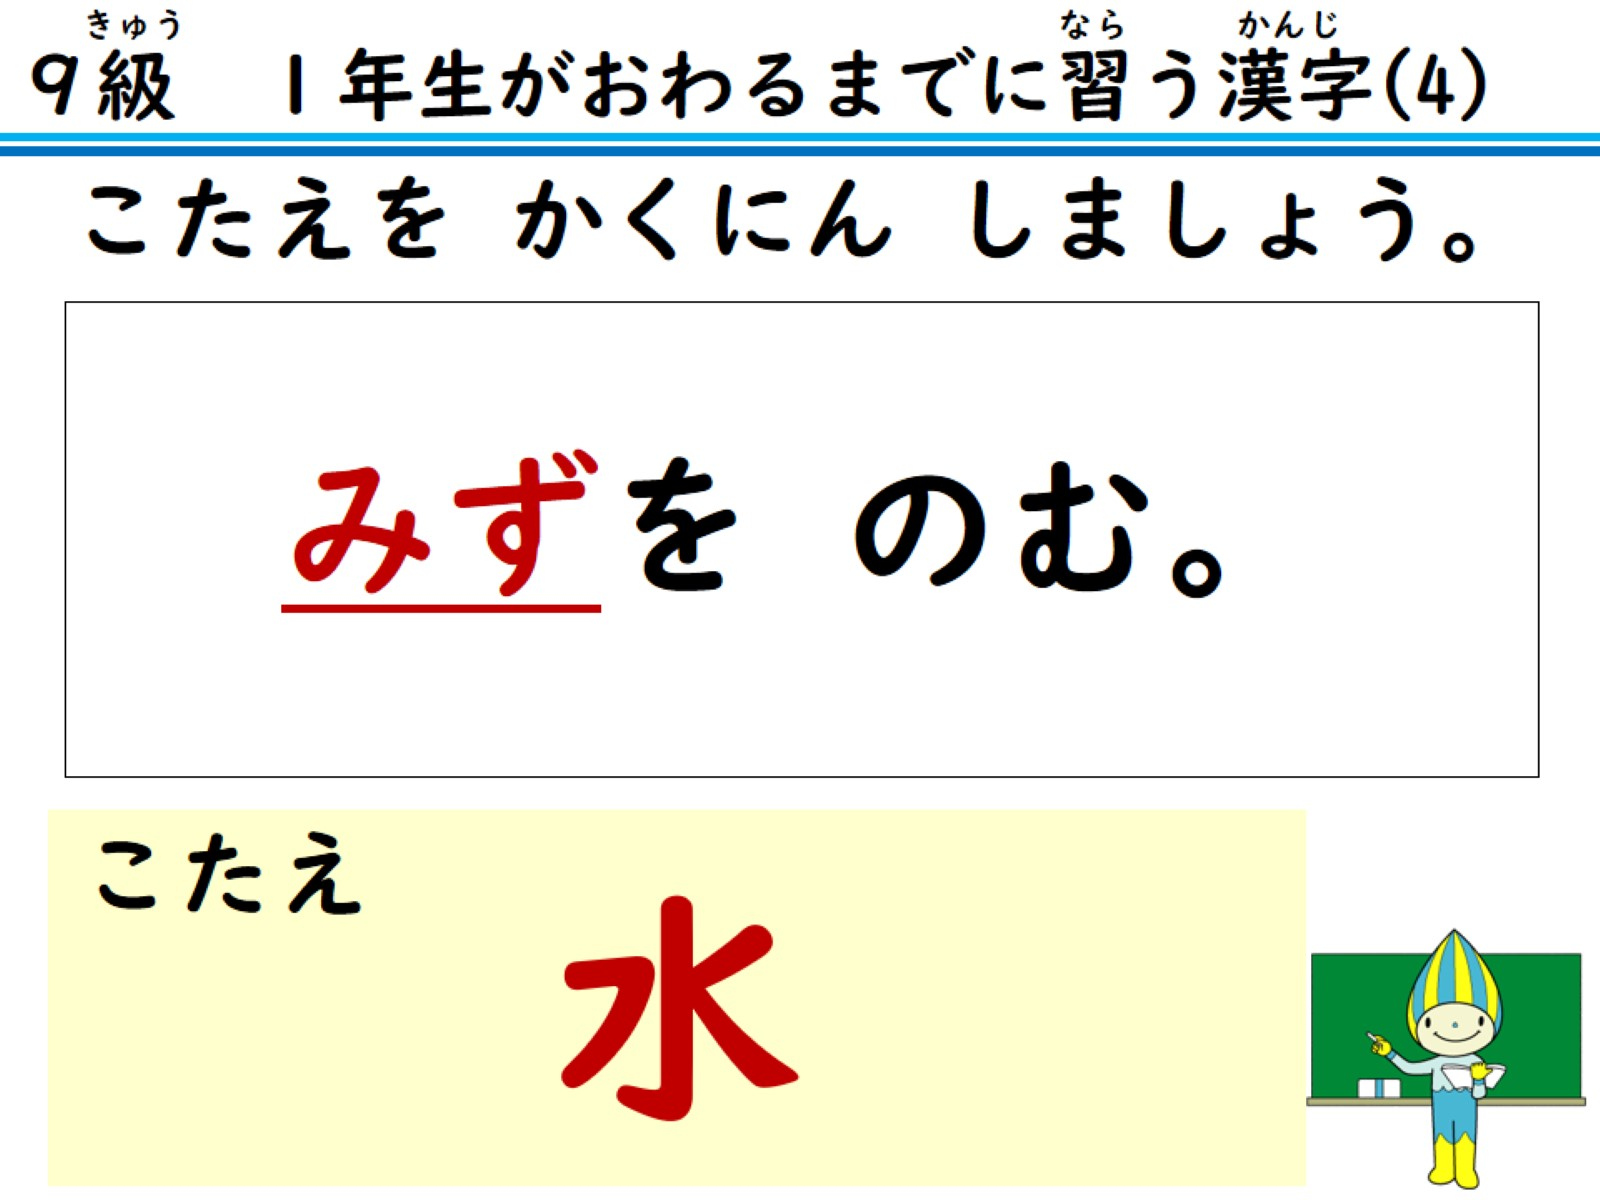 きゅう なら かんじ
9級 1年生がおわるまでに習う漢字(4)
こたえを かくにん しましょう。
みずを のむ。
こたえ
水